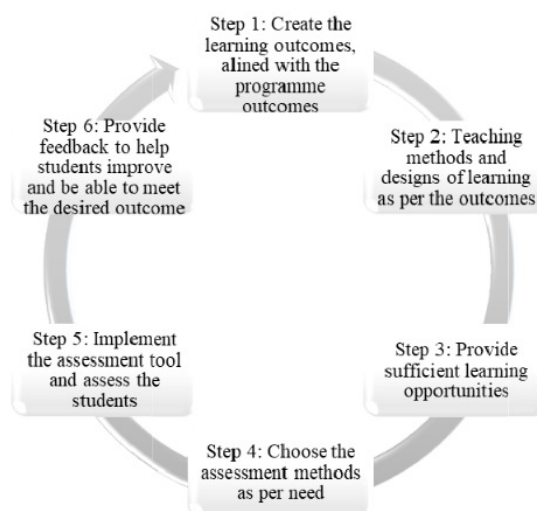 Step 1: Create the
learning outcomes,
alined with the
programme
outcomes
Step 2: Teaching
methods and
designs of learning
as per the outcomes
Step 3: Provide
sufficient learning
opportunities
Step 4: Choose the
assessment methods
as per need
Step 5: Implement
the assessment tool
and assess the
students
Step 6: Provide
feedback to help
students improve
and be able to meet
the desired outcome